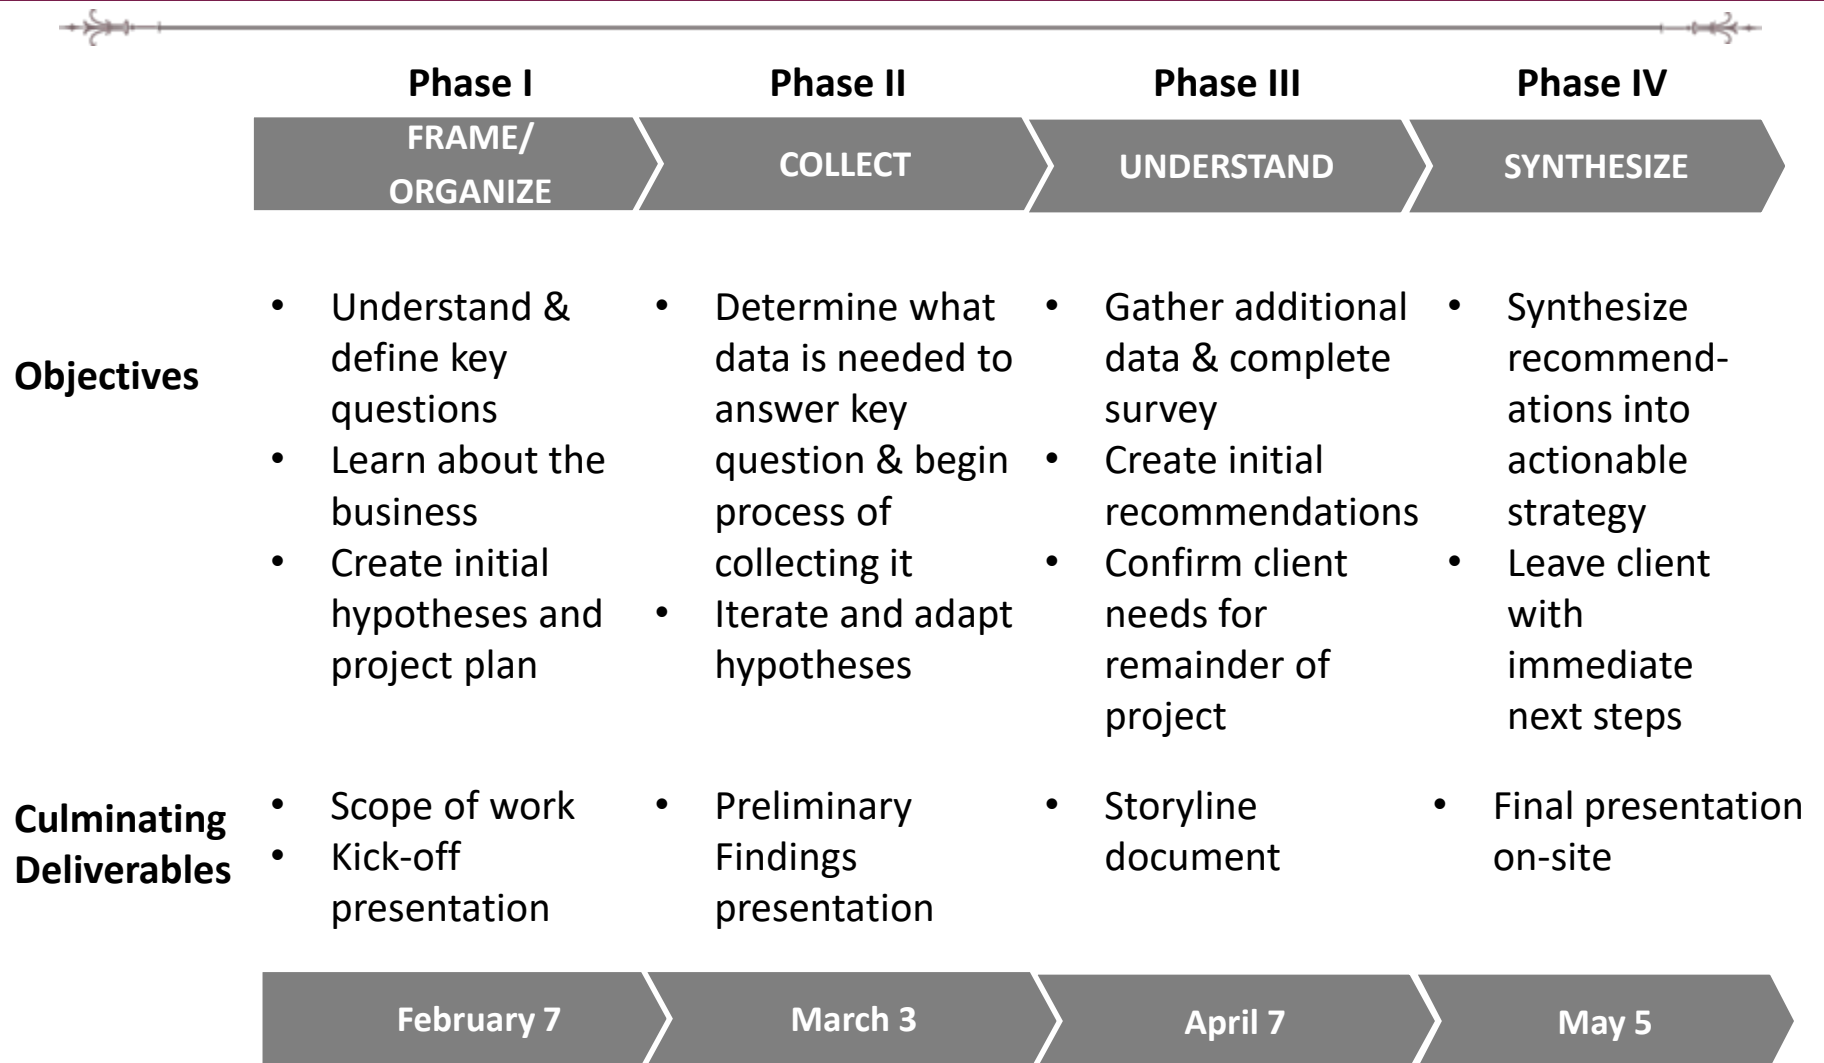 Phase I
Phase II
Phase III
Phase IV
FRAME/
ORGANIZE
COLLECT
UNDERSTAND
SYNTHESIZE
Objectives
• Understand &
define key
questions
• Learn about the
business
• Create initial
hypotheses and
project plan
• Determine what
data is needed to
answer key
question & begin
process of
collecting it
• Iterate and adapt
hypotheses
• Gather additional
data & complete
survey
• Create initial
recommendations
• Confirm client
needs for
remainder of
project
• Synthesize
recommend-
ations into
actionable
strategy
• Leave client
with
immediate
next steps
Culminating
Deliverables
• Scope of work
• Kick-off
presentation
• Preliminary
Findings
presentation
• Storyline
document
• Final presentation
on-site
February 7
March 3
April 7
May 5